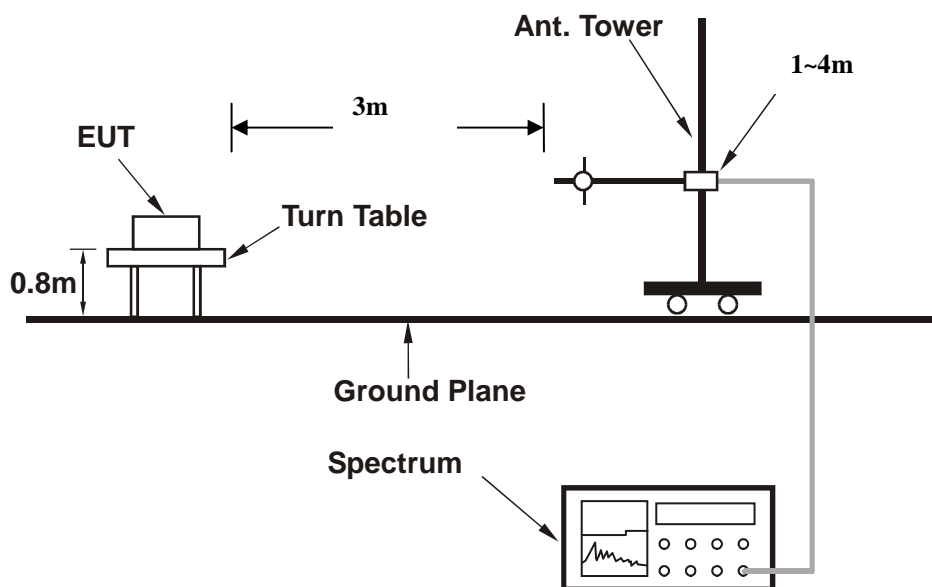 Ant. Tower
1~4m
3m
EUT
Turn Table
0.8m
Ground Plane
Spectrum